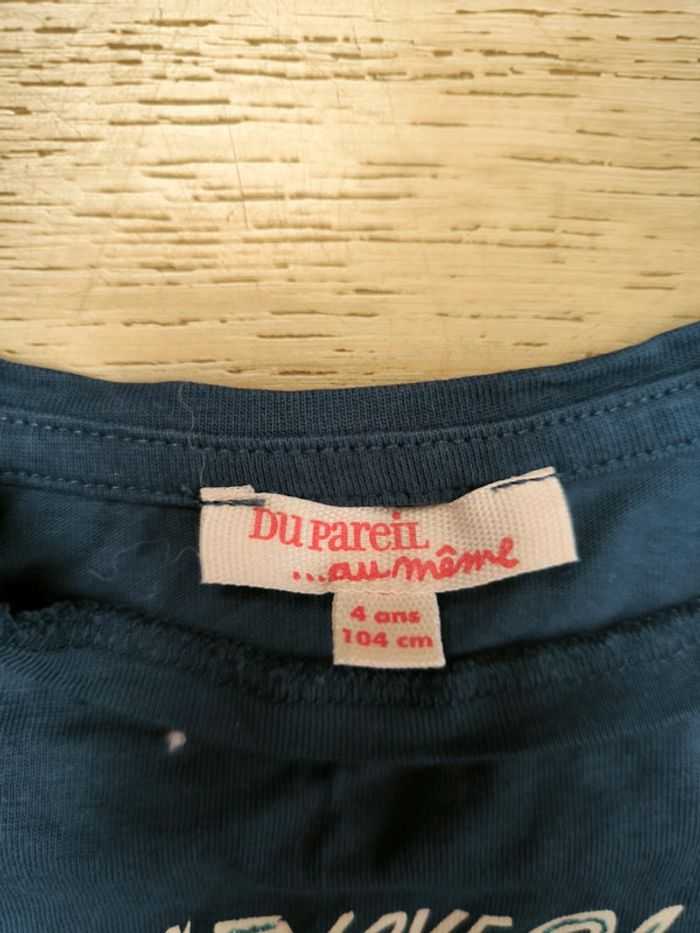 DU PAREIL
...au même
4 ans
104 cm